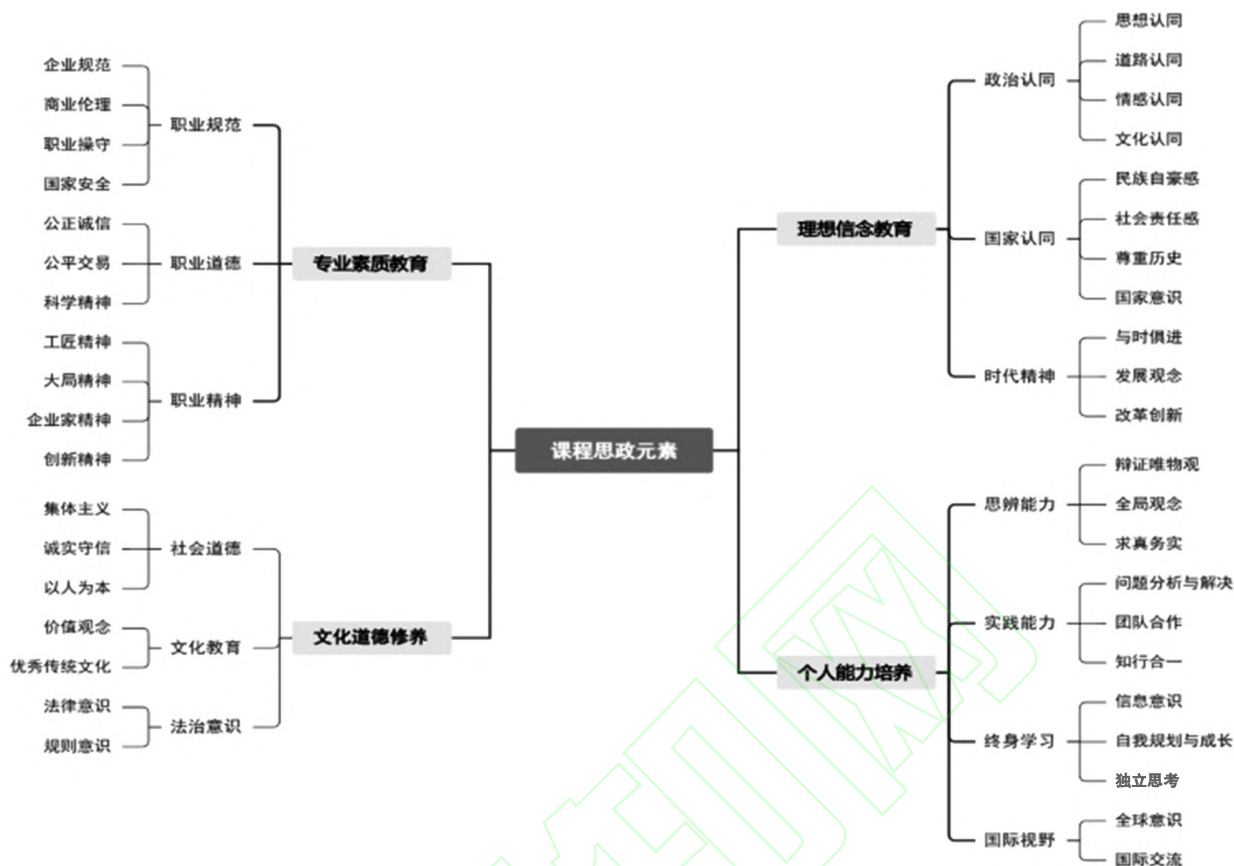 课程思政元素
专业素质教育
职业规范
企业规范
商业伦理
职业操守
国家安全
职业道德
公正诚信
公平交易
科学精神
职业精神
工匠精神
大局精神
企业家精神
创新精神
文化道德修养
社会道德
集体主义
诚实守信
以人为本
文化教育
价值观念
优秀传统文化
法治意识
法律意识
规则意识
理想信念教育
政治认同
思想认同
道路认同
情感认同
文化认同
国家认同
民族自豪感
社会责任感
尊重历史
国家意识
时代精神
与时俱进
发展观念
改革创新
个人能力培养
思辨能力
辩证唯物观
全局观念
求真务实
实践能力
问题分析与解决
团队合作
知行合一
终身学习
信息意识
自我规划与成长
独立思考
国际视野
全球意识
国际交流